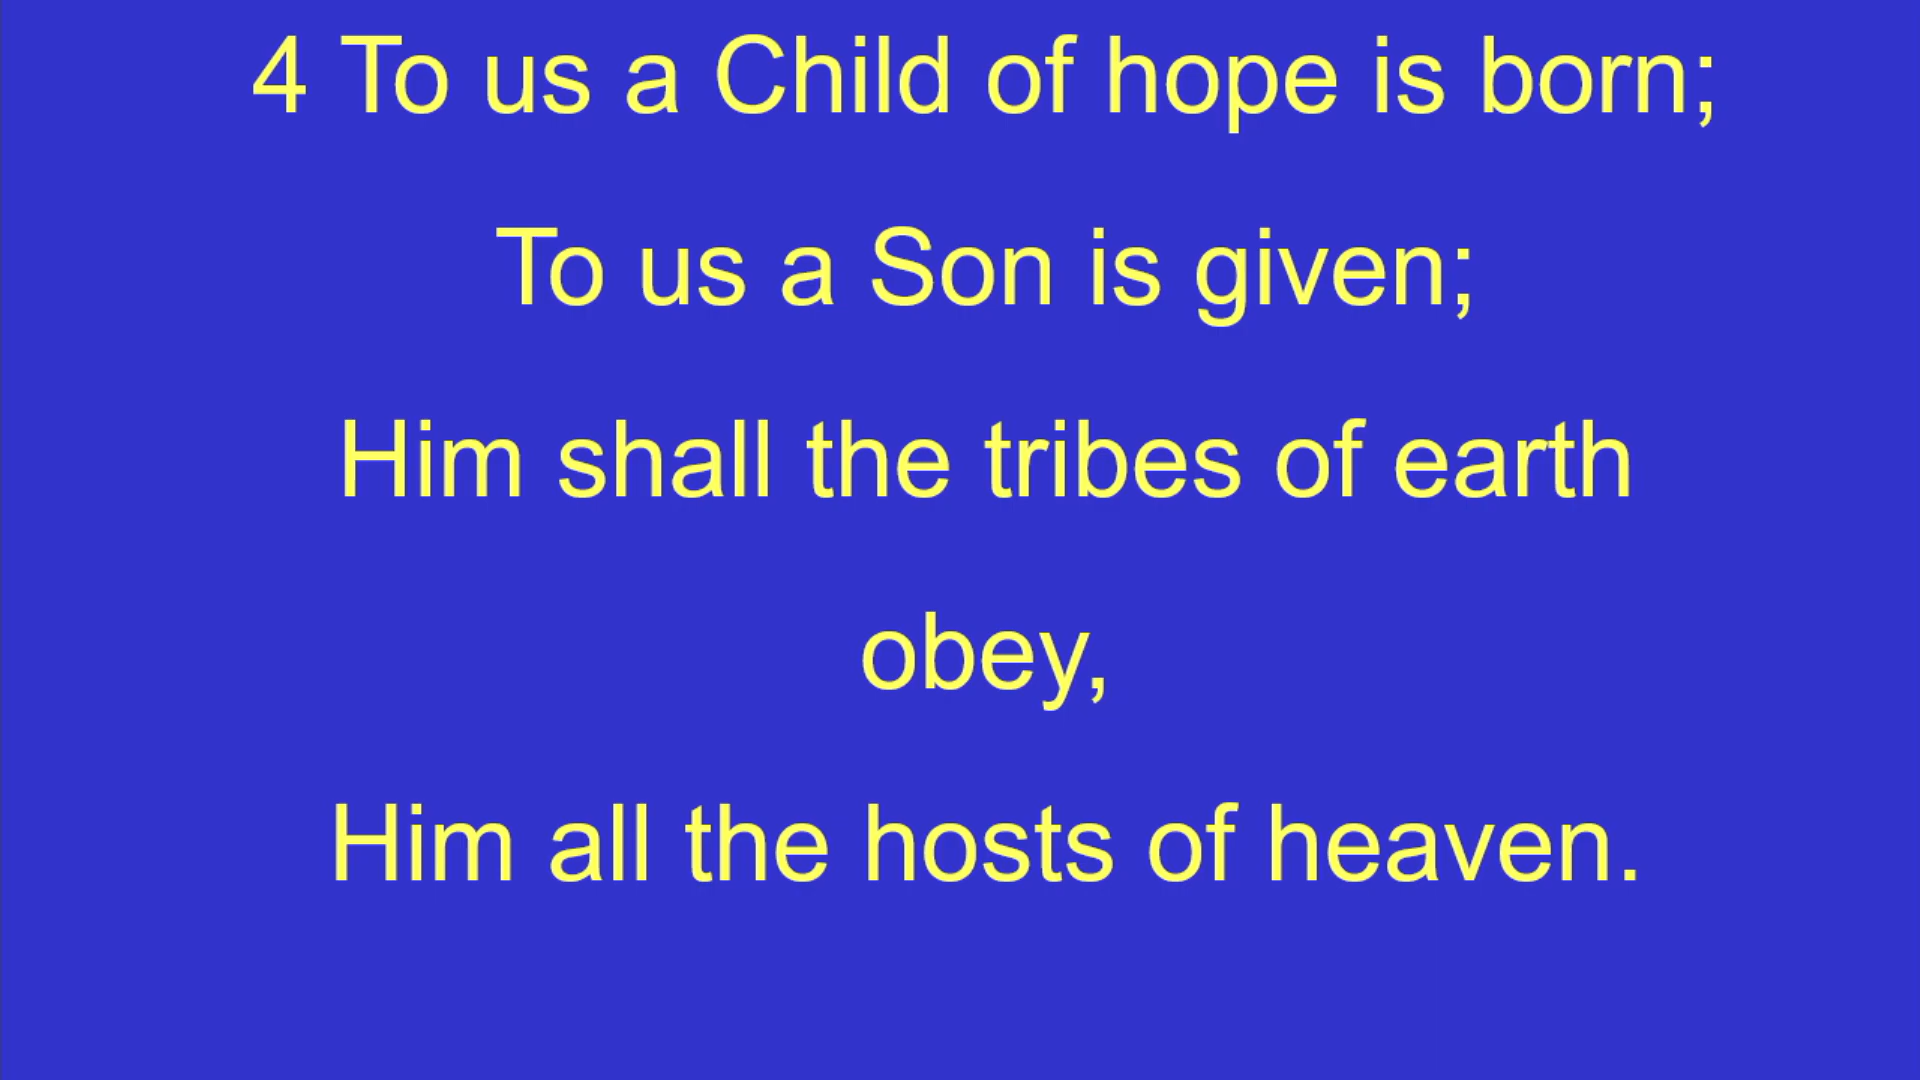 4 To us a Child of hope is born;
To us a Son is given;
Him shall the tribes of earth
obey,
Him all the hosts of heaven.